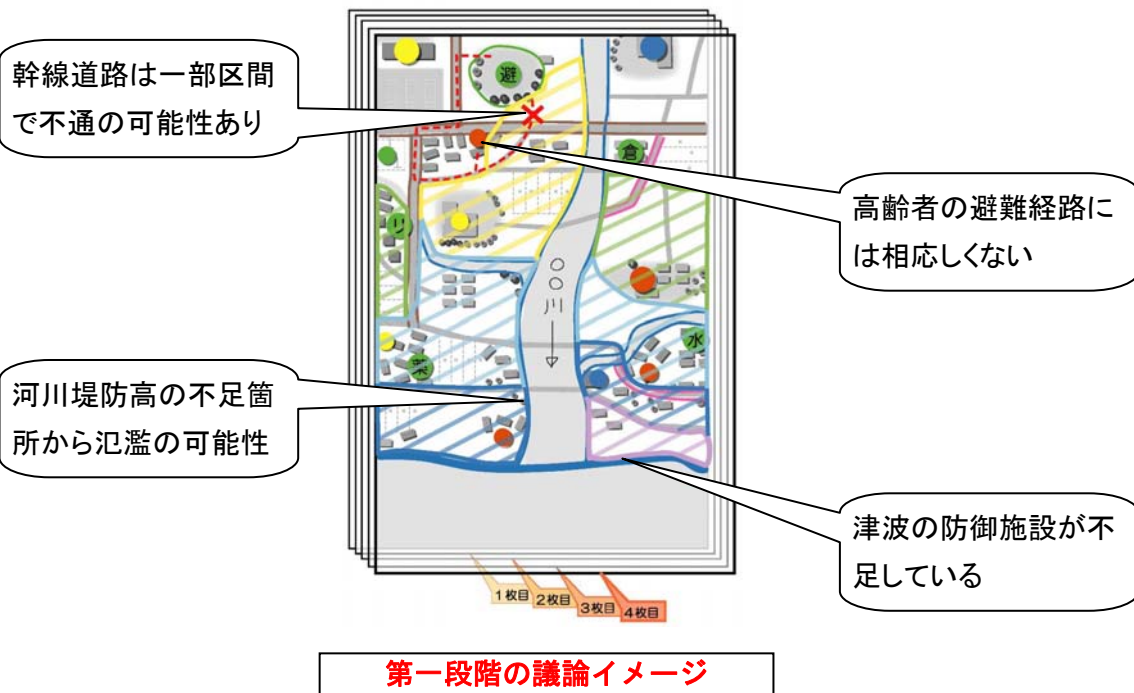 幹線道路は一部区間
で不通の可能性あり
避
倉
高齢者の避難経路に
は相応しくない
リ
○○川
水
薬
河川堤防高の不足箇
所から氾濫の可能性
津波の防御施設が不
足している
1枚目
2枚目
3枚目
4枚目
第一段階の議論イメージ